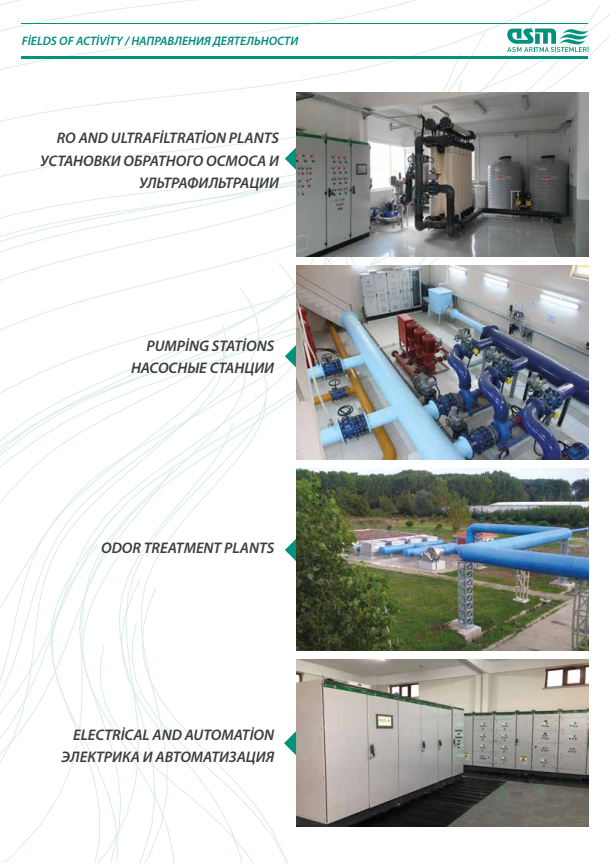 FİELDS OF ACTİVİTY / НАПРАВЛЕНИЯ ДЕЯТЕЛЬНОСТИ
asm
ASM ARITMA SİSTEMLERİ
RO AND ULTRAFİLTRATİON PLANTS
УСТАНОВКИ ОБРАТНОГО ОСМОСА И
УЛЬТРАФИЛЬТРАЦИИ
PUMPİNG STATİONS
НАСОСНЫЕ СТАНЦИИ
ODOR TREATMENT PLANTS
ELECTRİCAL AND AUTOMATİON
ЭЛЕКТРИКА И АВТОМАТИЗАЦИЯ